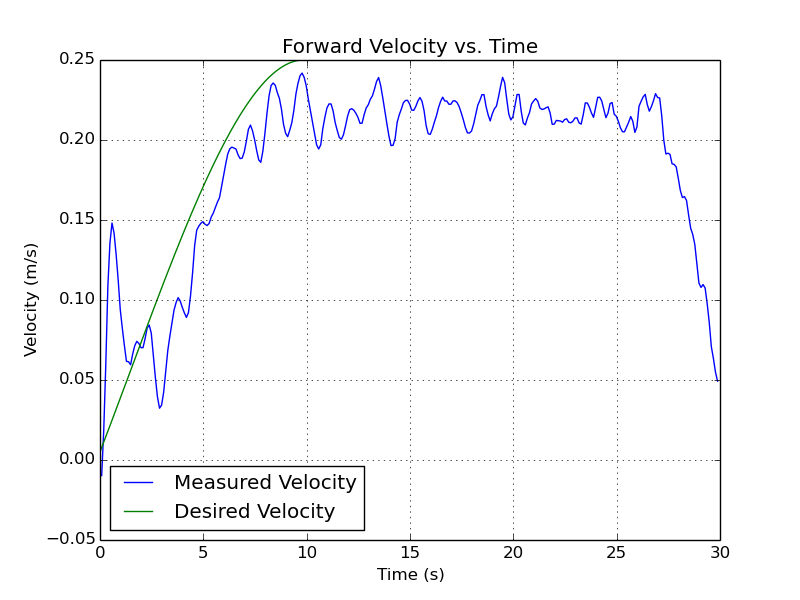 Forward Velocity vs. Time
0.25
0.20
0.15
0.10
0.05
0.00
−0.05
Velocity (m/s)
Measured Velocity
Desired Velocity
0 5 10 15 20 25 30
Time (s)